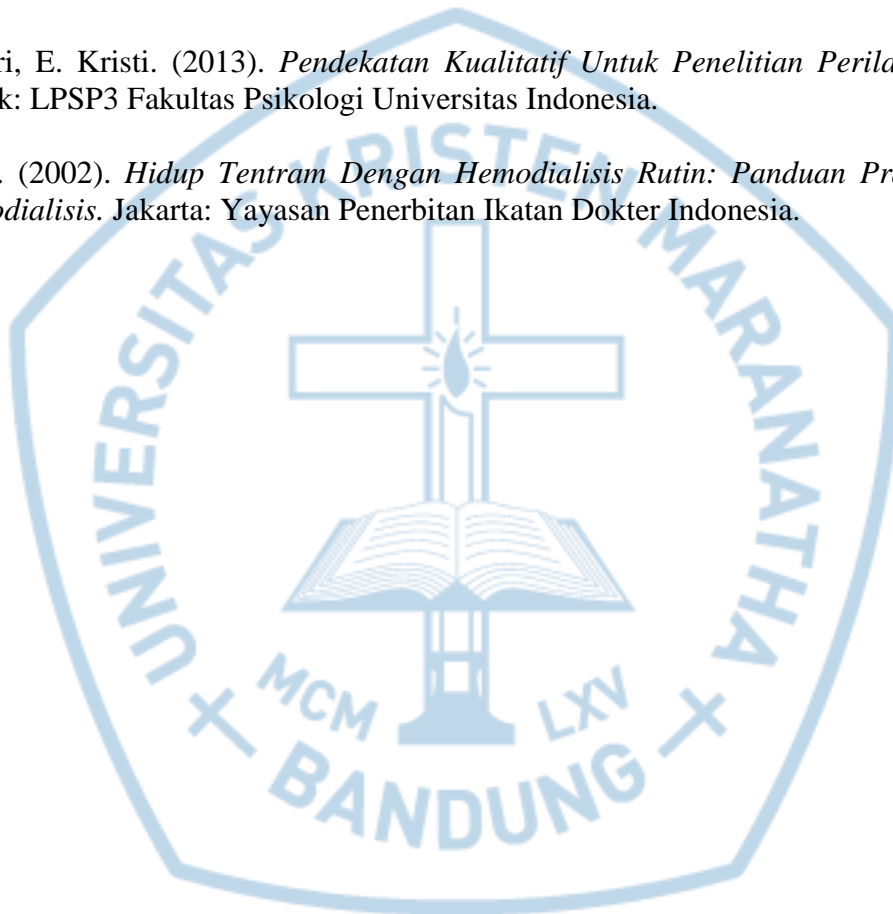 ri, E. Kristi. (2013). Pendekatan Kualitatif Untuk Penelitian Perila
k: LPSP3 Fakultas Psikologi Universitas Indonesia.
. (2002). Hidup Tentram Dengan Hemodialisis Rutin: Panduan Pr
odialisis. Jakarta: Yayasan Penerbitan Ikatan Dokter Indonesia.
UNIVERSITAS KRISTEN MARANATHA
MCM LXV
BANDUNG